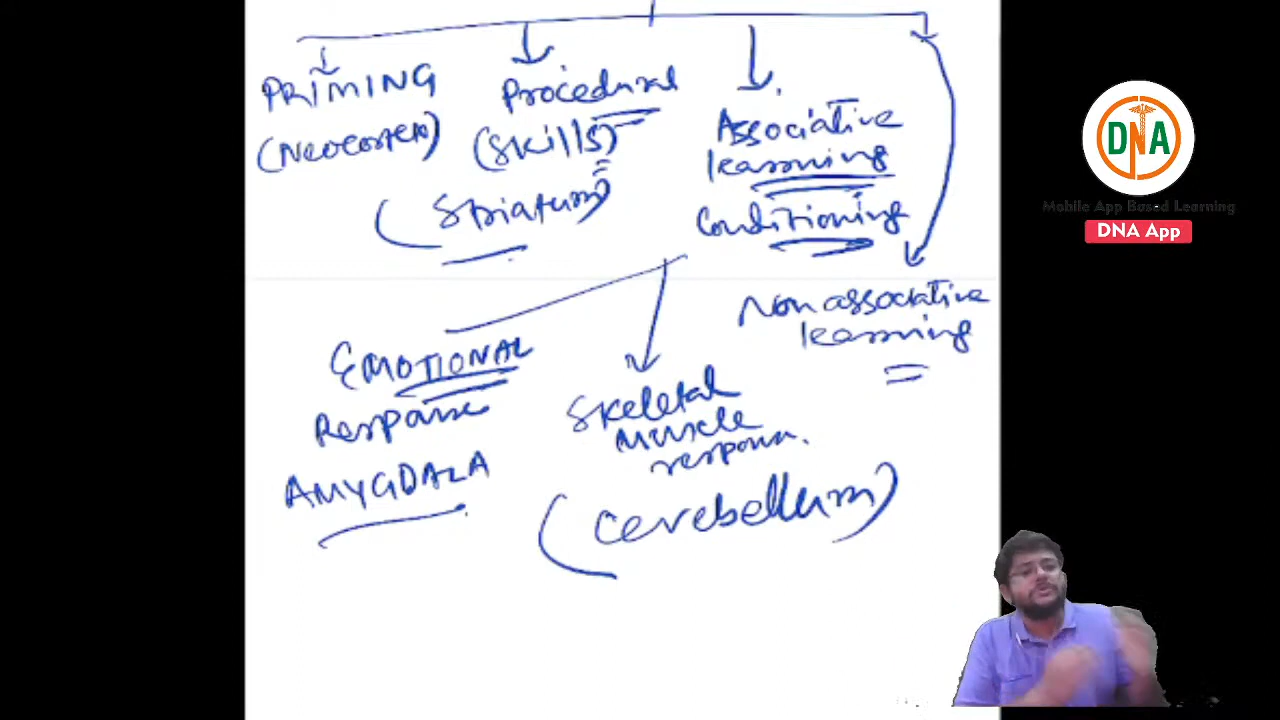 PRIMING
(Neocortex)
Procedural
(Skills)
(Striatum)
Associative
learning
Conditioning
Non associative
learning
EMOTIONAL
Response
AMYGDALA
Skeletal
Muscle
respon.
(Cerebellum)
DNA
Mobile App Based Learning
DNA App